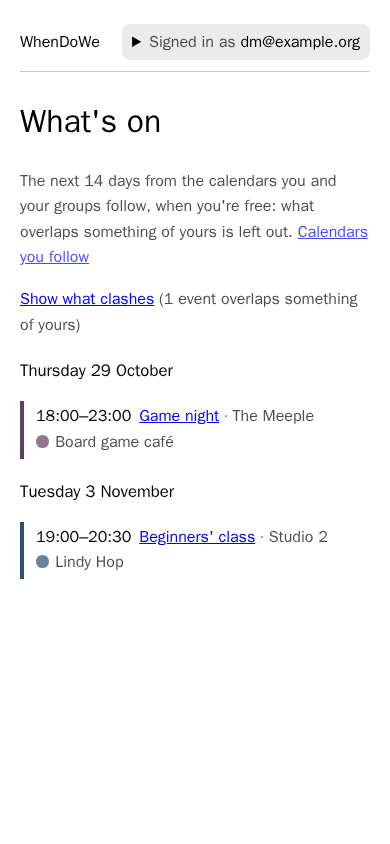 WhenDoWe
Signed in as dm@example.org
What's on
The next 14 days from the calendars you and
your groups follow, when you're free: what
overlaps something of yours is left out. Calendars
you follow
Show what clashes (1 event overlaps something
of yours)
Thursday 29 October
18:00–23:00 Game night · The Meeple
Board game café
Tuesday 3 November
19:00–20:30 Beginners' class · Studio 2
Lindy Hop